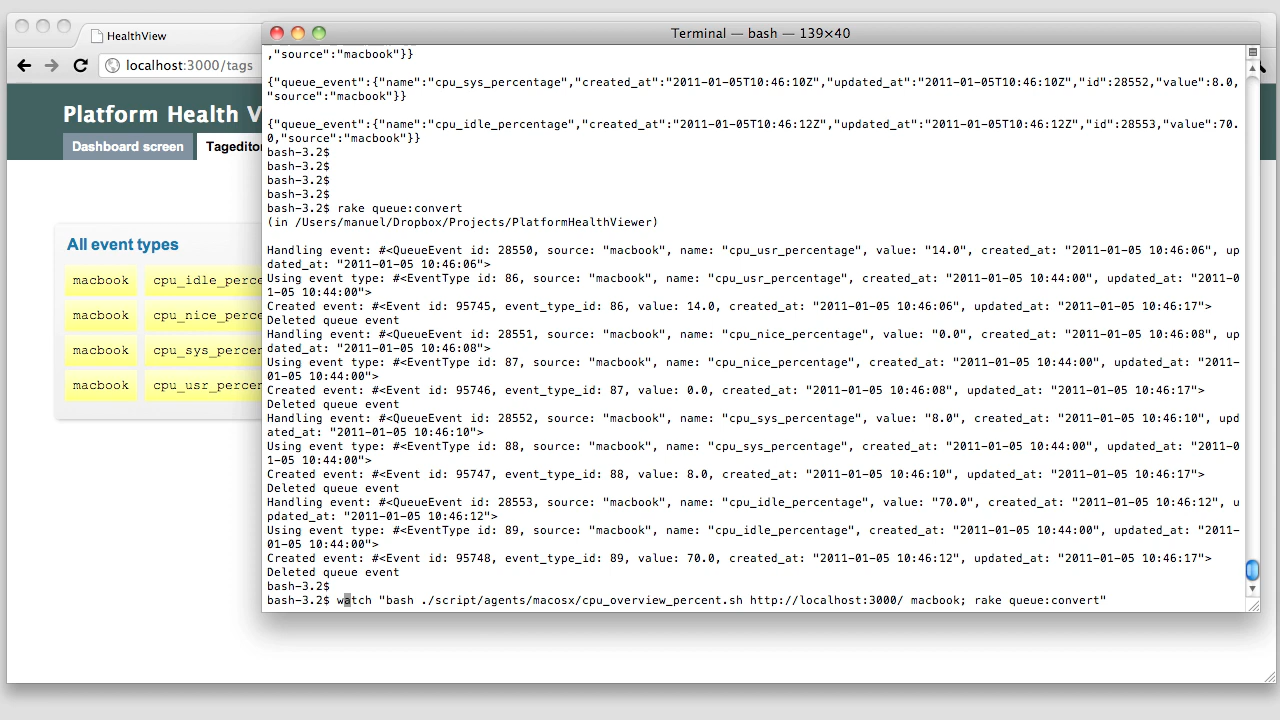 HealthView
localhost:3000/tags
Platform Health V
Dashboard screen
Tageditor
All event types
macbook cpu_idle_perce
macbook cpu_nice_perce
macbook cpu_sys_percen
macbook cpu_usr_percen
Terminal — bash — 139×40
,"source":"macbook"}}
{"queue_event":{"name":"cpu_sys_percentage","created_at":"2011-01-05T10:46:10Z","updated_at":"2011-01-05T10:46:10Z","id":28552,"value":8.0,
"source":"macbook"}}
{"queue_event":{"name":"cpu_idle_percentage","created_at":"2011-01-05T10:46:12Z","updated_at":"2011-01-05T10:46:12Z","id":28553,"value":70.
0,"source":"macbook"}}
bash-3.2$
bash-3.2$
bash-3.2$
bash-3.2$
bash-3.2$ rake queue:convert
(in /Users/manuel/Dropbox/Projects/PlatformHealthViewer)
Handling event: #<QueueEvent id: 28550, source: "macbook", name: "cpu_usr_percentage", value: "14.0", created_at: "2011-01-05 10:46:06", up
dated_at: "2011-01-05 10:46:06">
Using event type: #<EventType id: 86, source: "macbook", name: "cpu_usr_percentage", created_at: "2011-01-05 10:44:00", updated_at: "2011-0
1-05 10:44:00">
Created event: #<Event id: 95745, event_type_id: 86, value: 14.0, created_at: "2011-01-05 10:46:06", updated_at: "2011-01-05 10:46:17">
Deleted queue event
Handling event: #<QueueEvent id: 28551, source: "macbook", name: "cpu_nice_percentage", value: "0.0", created_at: "2011-01-05 10:46:08", up
dated_at: "2011-01-05 10:46:08">
Using event type: #<EventType id: 87, source: "macbook", name: "cpu_nice_percentage", created_at: "2011-01-05 10:44:00", updated_at: "2011-
01-05 10:44:00">
Created event: #<Event id: 95746, event_type_id: 87, value: 0.0, created_at: "2011-01-05 10:46:08", updated_at: "2011-01-05 10:46:17">
Deleted queue event
Handling event: #<QueueEvent id: 28552, source: "macbook", name: "cpu_sys_percentage", value: "8.0", created_at: "2011-01-05 10:46:10", upd
ated_at: "2011-01-05 10:46:10">
Using event type: #<EventType id: 88, source: "macbook", name: "cpu_sys_percentage", created_at: "2011-01-05 10:44:00", updated_at: "2011-0
1-05 10:44:00">
Created event: #<Event id: 95747, event_type_id: 88, value: 8.0, created_at: "2011-01-05 10:46:10", updated_at: "2011-01-05 10:46:17">
Deleted queue event
Handling event: #<QueueEvent id: 28553, source: "macbook", name: "cpu_idle_percentage", value: "70.0", created_at: "2011-01-05 10:46:12", u
pdated_at: "2011-01-05 10:46:12">
Using event type: #<EventType id: 89, source: "macbook", name: "cpu_idle_percentage", created_at: "2011-01-05 10:44:00", updated_at: "2011-
01-05 10:44:00">
Created event: #<Event id: 95748, event_type_id: 89, value: 70.0, created_at: "2011-01-05 10:46:12", updated_at: "2011-01-05 10:46:17">
Deleted queue event
bash-3.2$
bash-3.2$ watch "bash ./script/agents/macosx/cpu_overview_percent.sh http://localhost:3000/ macbook; rake queue:convert"